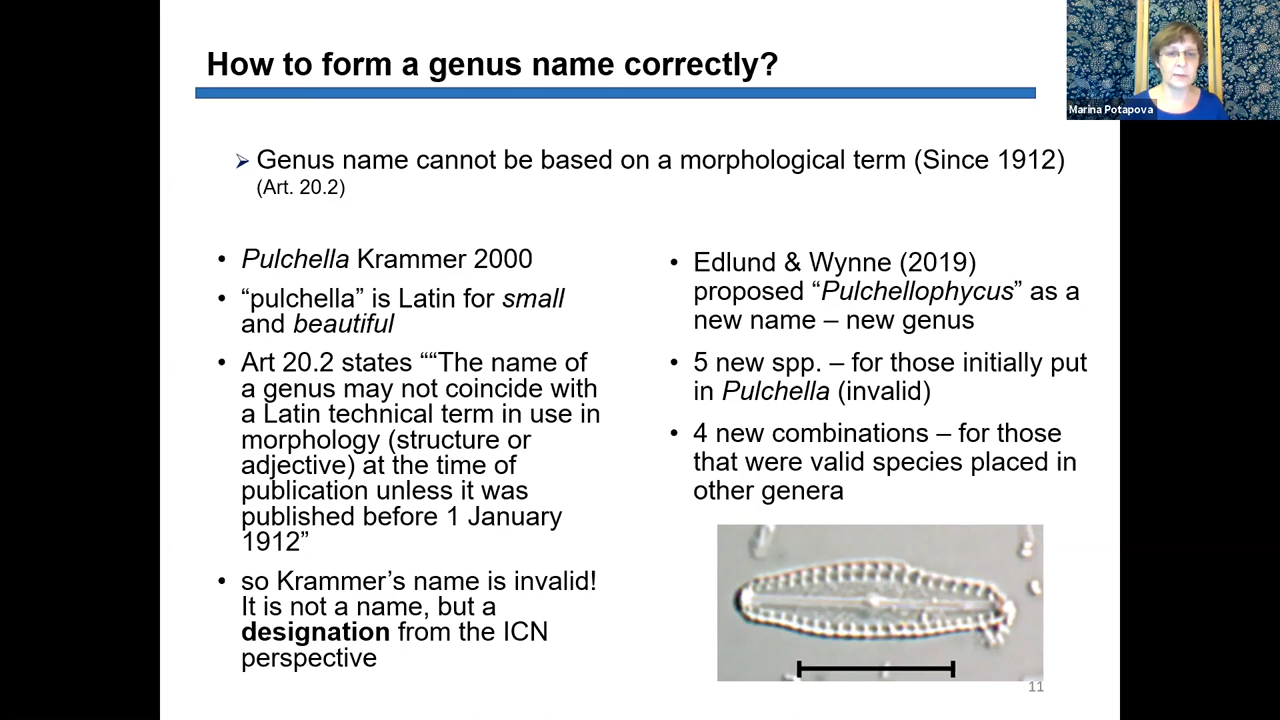 How to form a genus name correctly?
Marina Potapova
➢ Genus name cannot be based on a morphological term (Since 1912)
(Art. 20.2)
• Pulchella Krammer 2000
• “pulchella” is Latin for small
and beautiful
• Art 20.2 states ““The name of
a genus may not coincide with
a Latin technical term in use in
morphology (structure or
adjective) at the time of
publication unless it was
published before 1 January
1912”
• so Krammer’s name is invalid!
It is not a name, but a
designation from the ICN
perspective
• Edlund & Wynne (2019)
proposed “Pulchellophycus” as a
new name – new genus
• 5 new spp. – for those initially put
in Pulchella (invalid)
• 4 new combinations – for those
that were valid species placed in
other genera
11